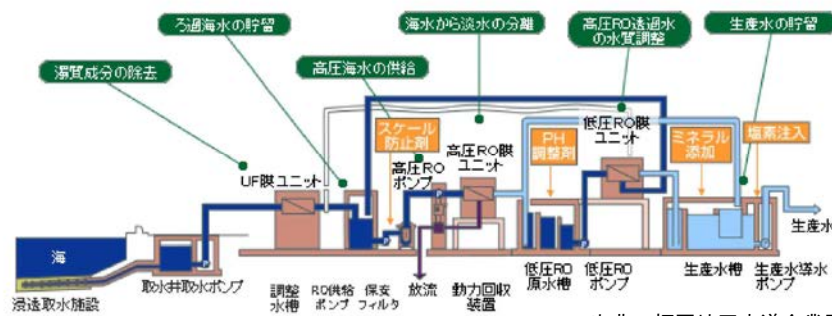 ろ過海水の貯留
海水から淡水の分離
高圧RO透過水
の水質調整
生産水の貯留
濁質成分の除去
高圧海水の供給
スケール
防止剤
高圧RO
ポンプ
高圧RO膜
ユニット
PH
調整剤
低圧RO膜
ユニット
ミネラル
添加
塩素注入
UF膜ユニット
海
生産水
浸透取水施設
取水井
取水ポンプ
調整
水槽
RO供給
ポンプ
保安
フィルタ
放流
動力回収
装置
低圧RO
原水槽
低圧RO
ポンプ
生産水槽
生産水導水
ポンプ